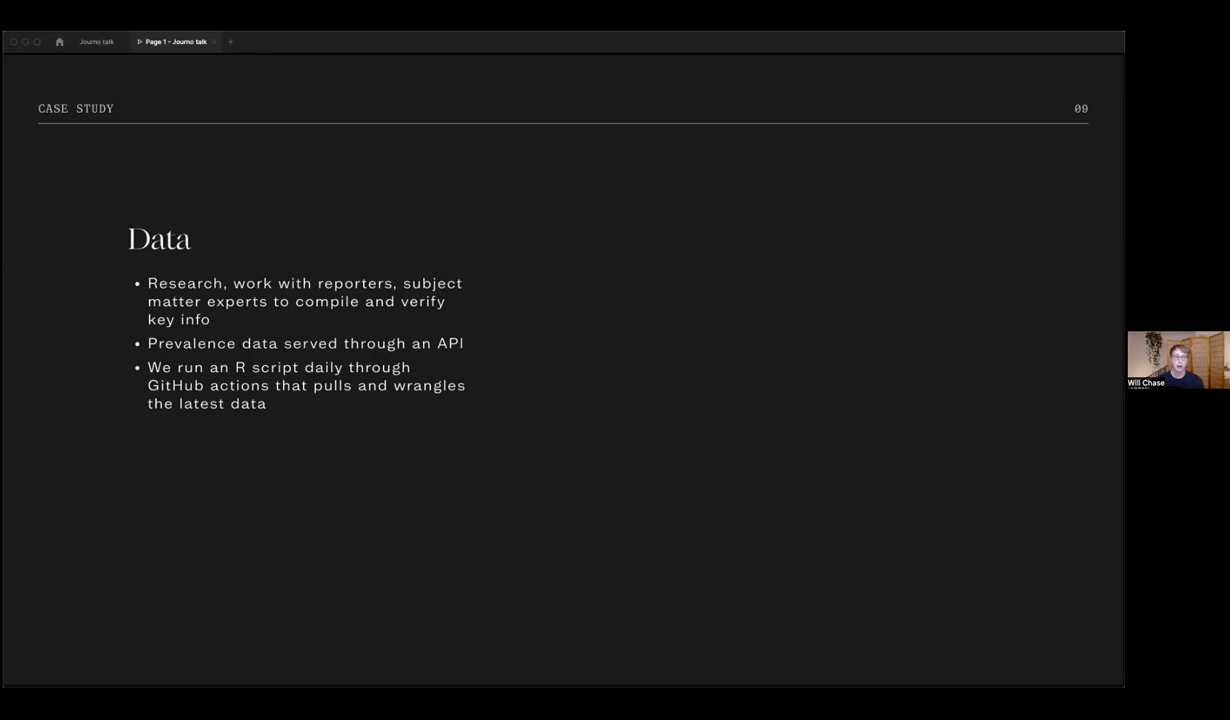 Journo talk
Page 1 - Journo talk
CASE STUDY
09
Data
• Research, work with reporters, subject
matter experts to compile and verify
key info
• Prevalence data served through an API
• We run an R script daily through
GitHub actions that pulls and wrangles
the latest data
Will Chase